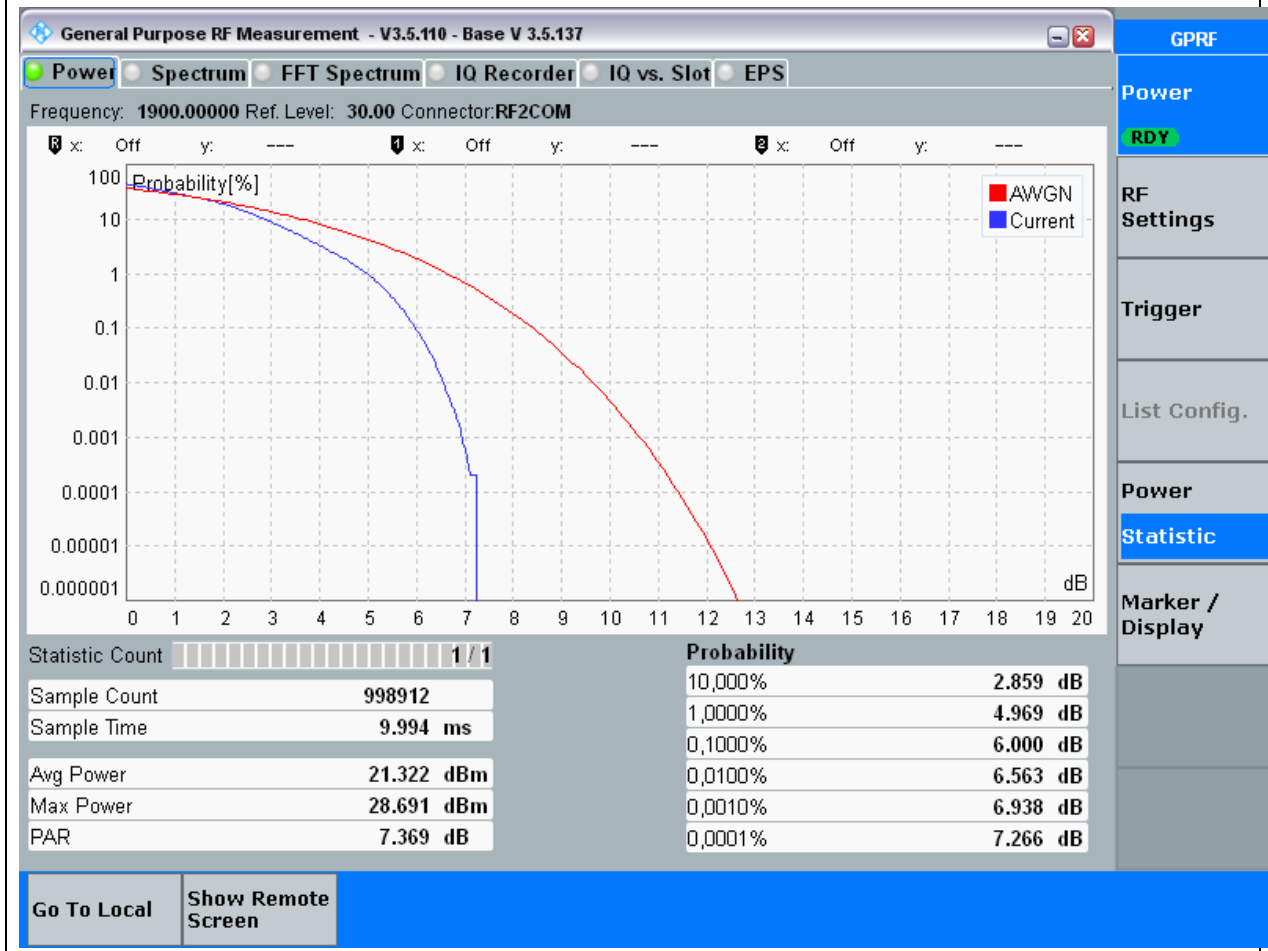 General Purpose RF Measurement - V3.5.110 - Base V 3.5.137
GPRF
Power Spectrum FFT Spectrum IQ Recorder IQ vs. Slot EPS
Frequency: 1900.00000 Ref. Level: 30.00 Connector:RF2COM
R x: Off y: --- 1 x: Off y: --- 2 x: Off y: ---
Probability[%]
AWGN
Current
100
10
1
0.1
0.01
0.001
0.0001
0.00001
0.000001
dB
0 1 2 3 4 5 6 7 8 9 10 11 12 13 14 15 16 17 18 19 20
Statistic Count 1 / 1
Sample Count 998912
Sample Time 9.994 ms
Avg Power 21.322 dBm
Max Power 28.691 dBm
PAR 7.369 dB
Probability
10,000% 2.859 dB
1,0000% 4.969 dB
0,1000% 6.000 dB
0,0100% 6.563 dB
0,0010% 6.938 dB
0,0001% 7.266 dB
Power
RDY
RF
Settings
Trigger
List Config.
Power
Statistic
Marker /
Display
Go To Local
Show Remote
Screen